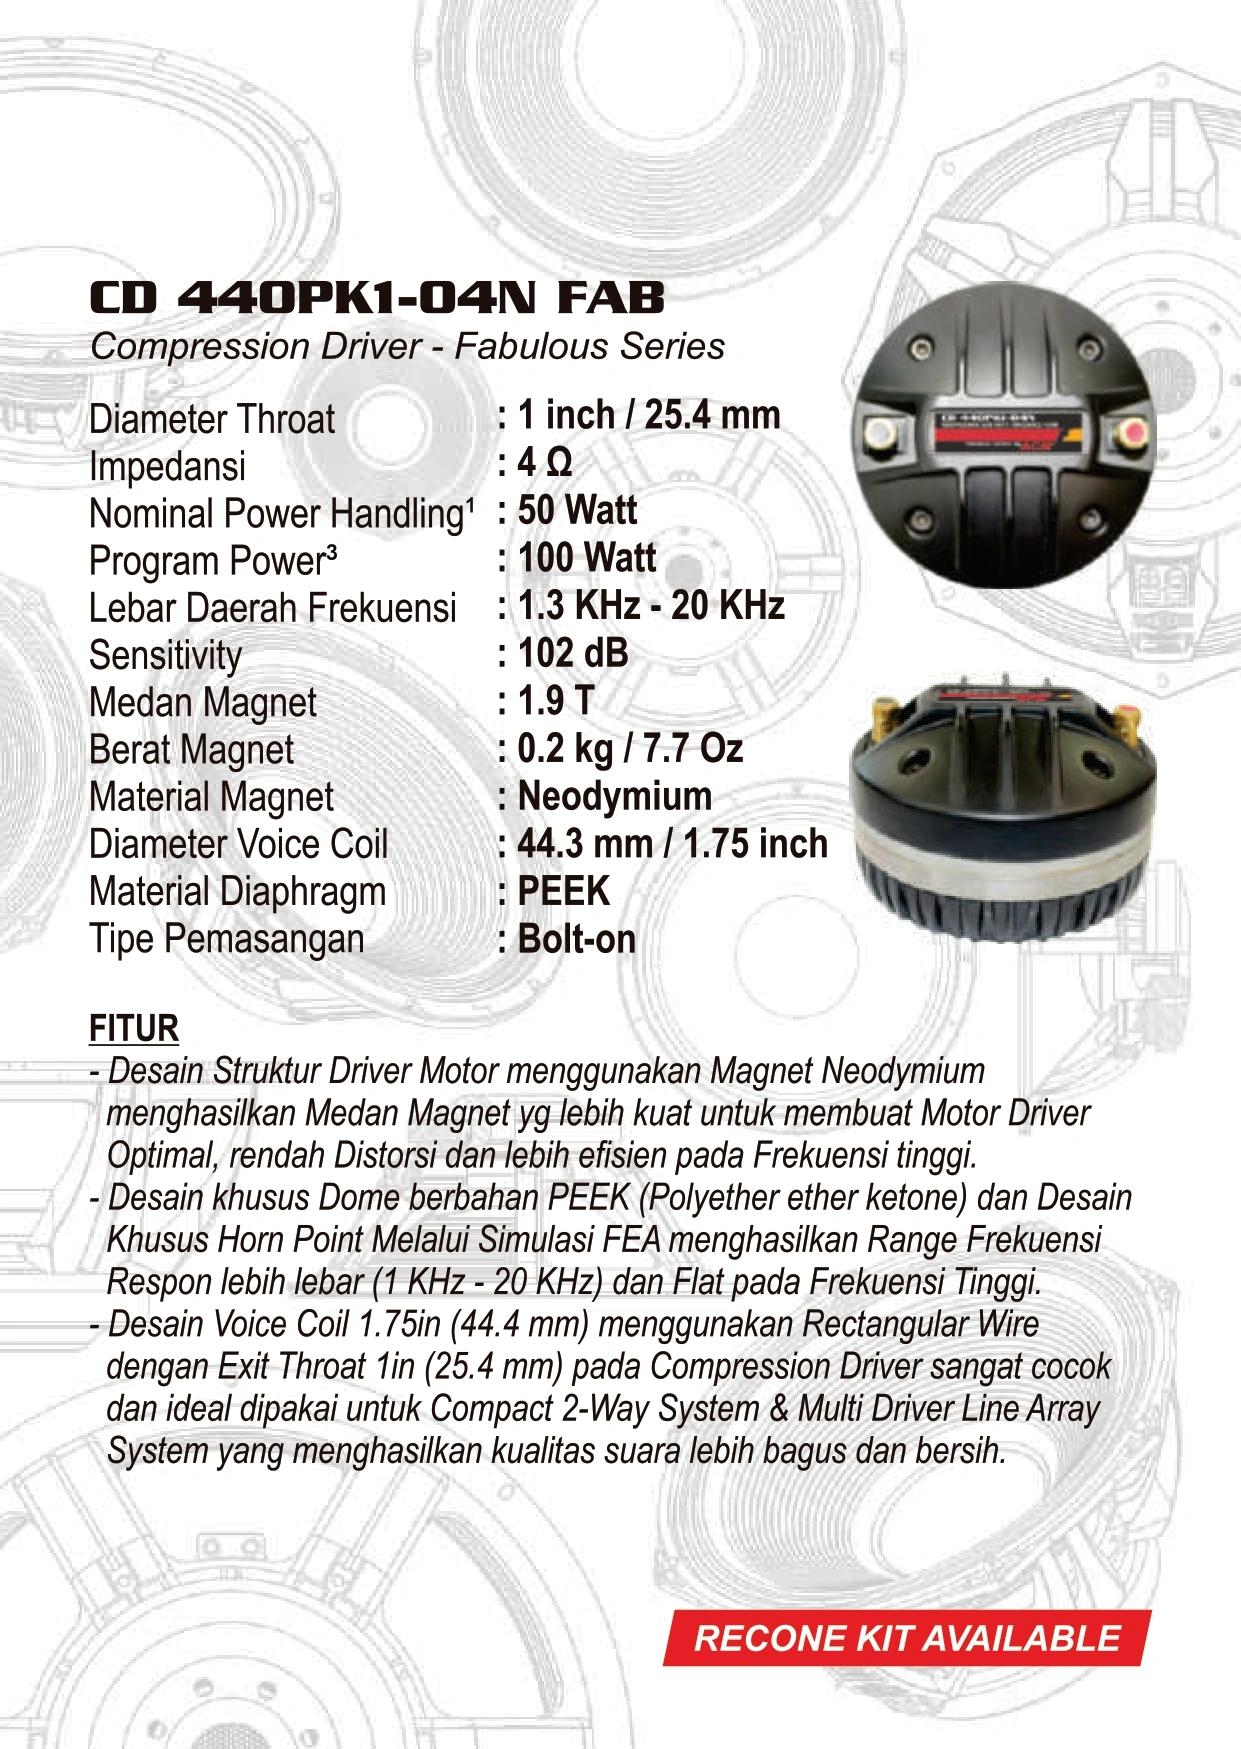 CD 440PK1-04N FAB
Compression Driver - Fabulous Series
Diameter Throat : 1 inch / 25.4 mm
Impedansi : 4 Ω
Nominal Power Handling¹ : 50 Watt
Program Power³ : 100 Watt
Lebar Daerah Frekuensi : 1.3 KHz - 20 KHz
Sensitivity : 102 dB
Medan Magnet : 1.9 T
Berat Magnet : 0.2 kg / 7.7 Oz
Material Magnet : Neodymium
Diameter Voice Coil : 44.3 mm / 1.75 inch
Material Diaphragm : PEEK
Tipe Pemasangan : Bolt-on
CD 440PK1-04N
FITUR
- Desain Struktur Driver Motor menggunakan Magnet Neodymium
menghasilkan Medan Magnet yg lebih kuat untuk membuat Motor Driver
Optimal, rendah Distorsi dan lebih efisien pada Frekuensi tinggi.
- Desain khusus Dome berbahan PEEK (Polyether ether ketone) dan Desain
Khusus Horn Point Melalui Simulasi FEA menghasilkan Range Frekuensi
Respon lebih lebar (1 KHz - 20 KHz) dan Flat pada Frekuensi Tinggi.
- Desain Voice Coil 1.75in (44.4 mm) menggunakan Rectangular Wire
dengan Exit Throat 1in (25.4 mm) pada Compression Driver sangat cocok
dan ideal dipakai untuk Compact 2-Way System & Multi Driver Line Array
System yang menghasilkan kualitas suara lebih bagus dan bersih.
RECONE KIT AVAILABLE